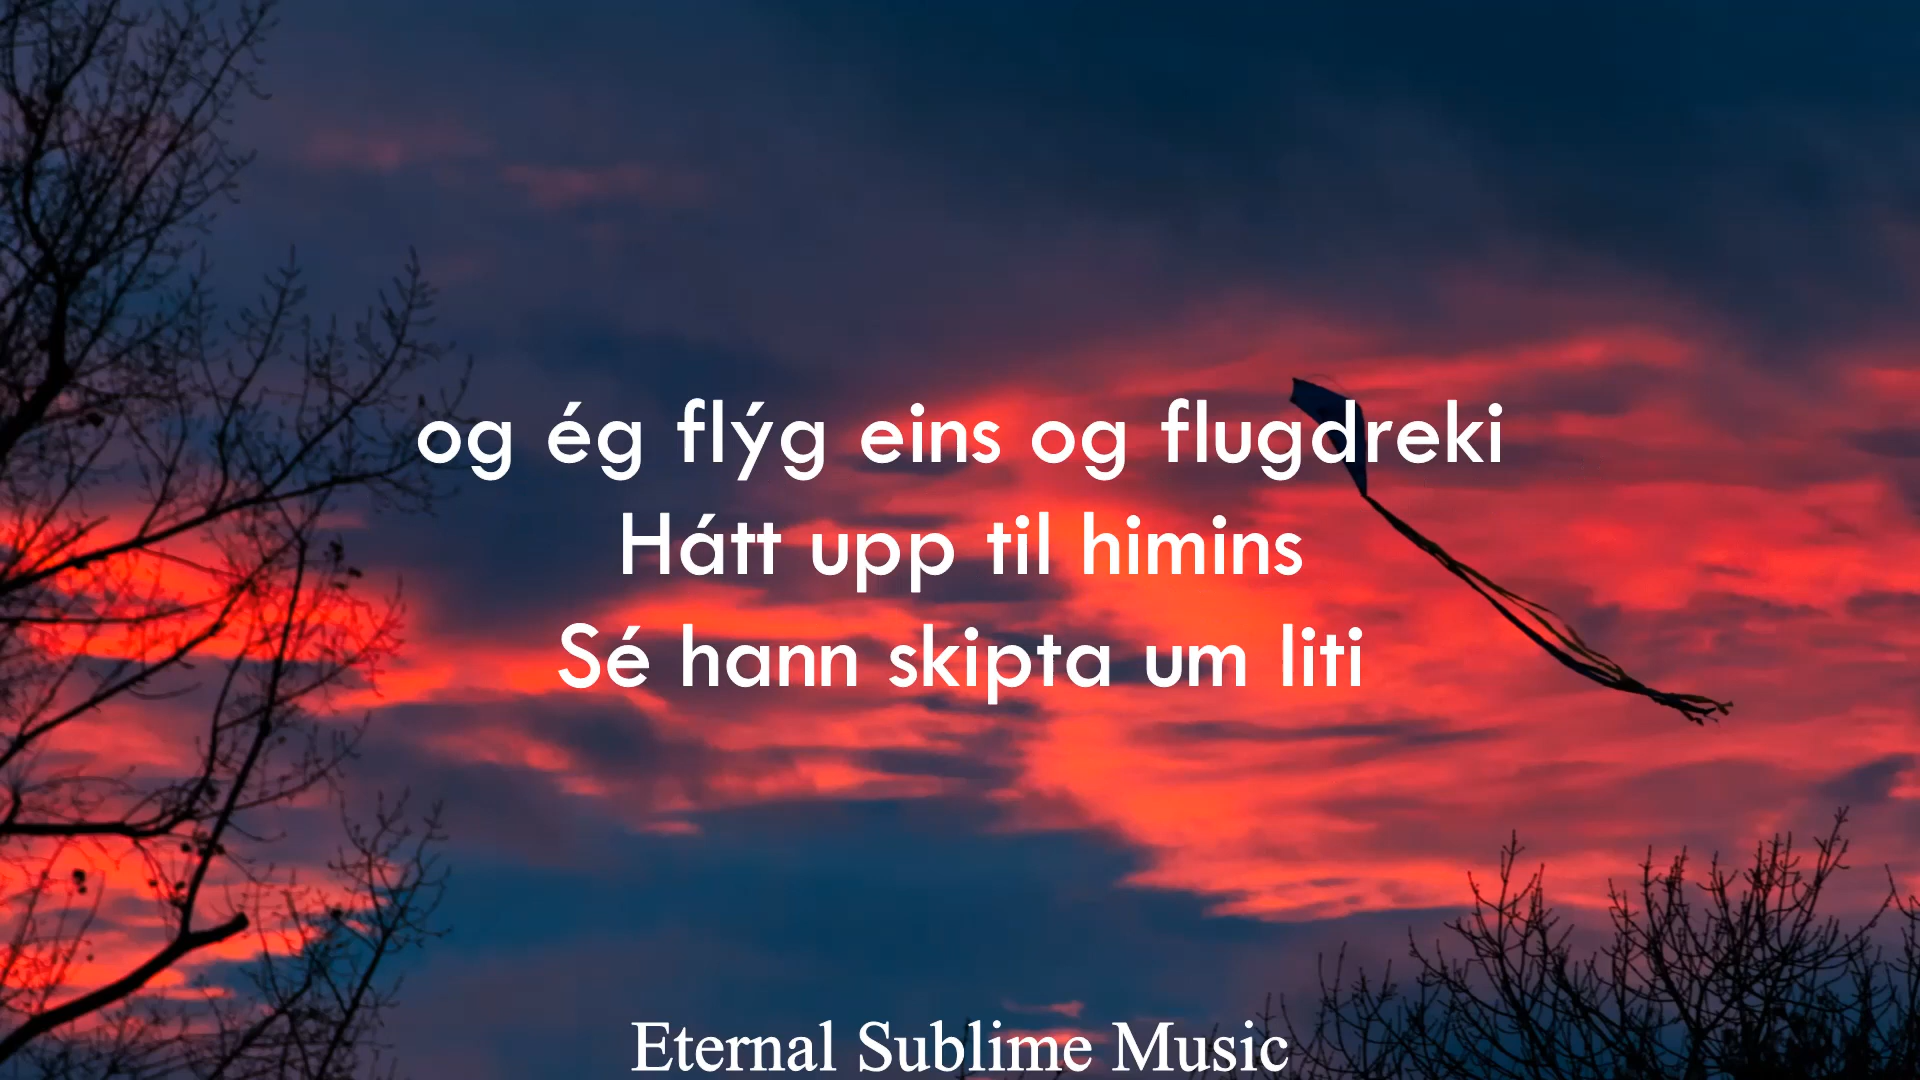 og ég flýg eins og flugdreki
Hátt upp til himins
Sé hann skipta um liti
Eternal Sublime Music